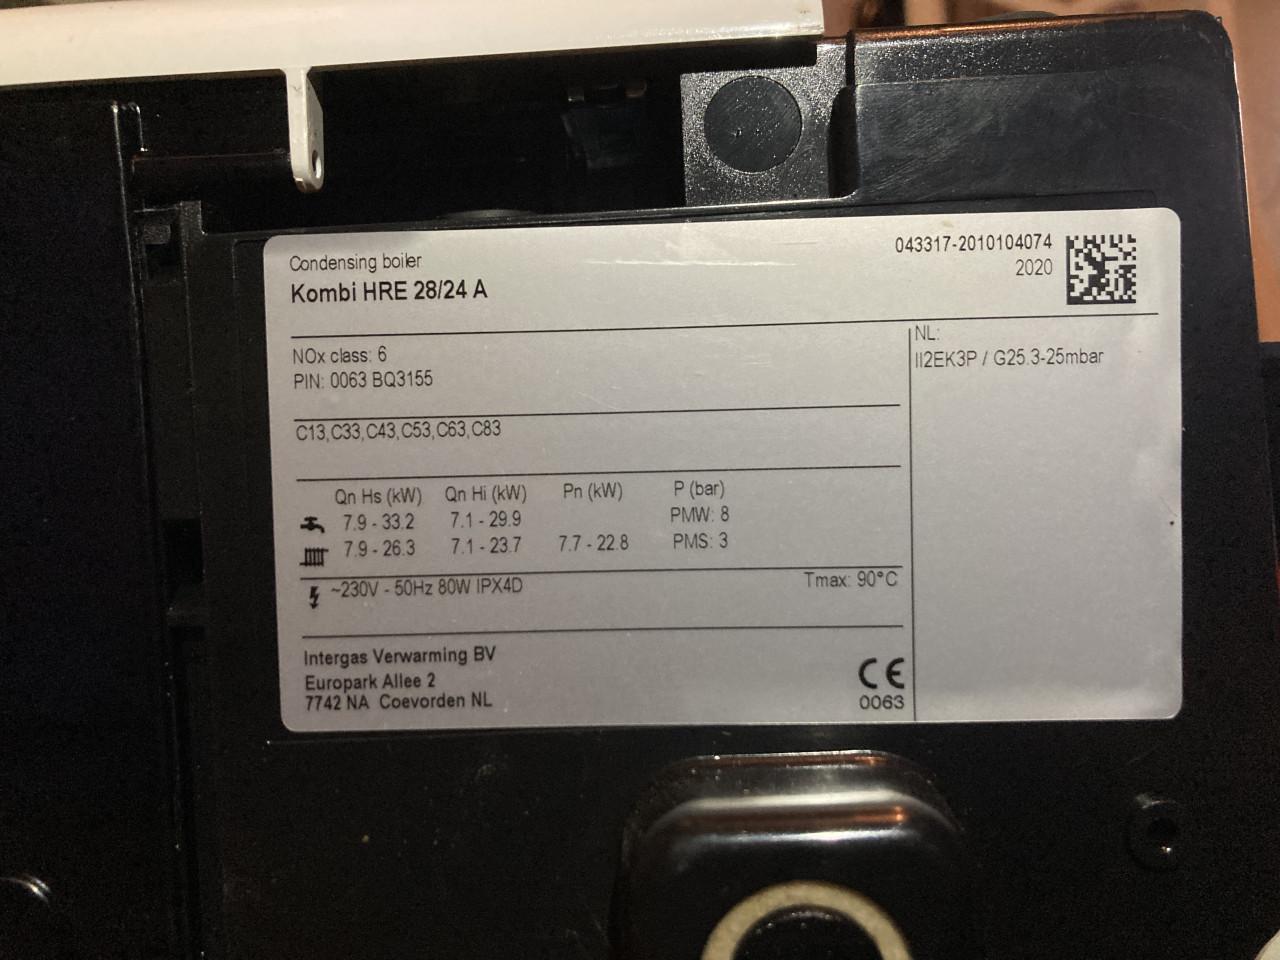 Condensing boiler
Kombi HRE 28/24 A
043317-2010104074
2020
NOx class: 6
PIN: 0063 BQ3155
NL:
II2EK3P / G25.3-25mbar
C13,C33,C43,C53,C63,C83
Qn Hs (kW) Qn Hi (kW) Pn (kW) P (bar)
7.9 - 33.2 7.1 - 29.9 PMW: 8
7.9 - 26.3 7.1 - 23.7 7.7 - 22.8 PMS: 3
~230V - 50Hz 80W IPX4D Tmax: 90°C
Intergas Verwarming BV
Europark Allee 2
7742 NA Coevorden NL
CE
0063